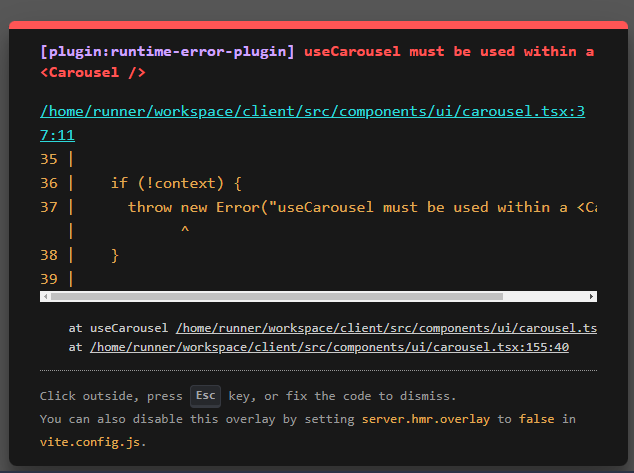 [plugin:runtime-error-plugin] useCarousel must be used within a
<Carousel />
/home/runner/workspace/client/src/components/ui/carousel.tsx:3
7:11
35 |
36 |    if (!context) {
37 |      throw new Error("useCarousel must be used within a <Ca
   |            ^
38 |    }
39 |
at useCarousel /home/runner/workspace/client/src/components/ui/carousel.ts
at /home/runner/workspace/client/src/components/ui/carousel.tsx:155:40
Click outside, press Esc key, or fix the code to dismiss.
You can also disable this overlay by setting server.hmr.overlay to false in
vite.config.js.